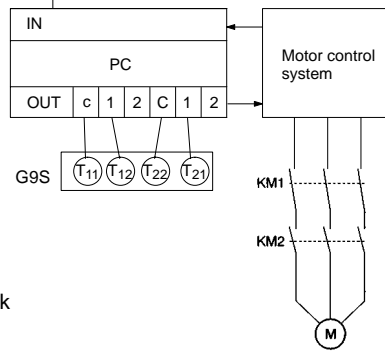 IN
PC
OUT c 1 2 C 1 2
Motor control
system
G9S T11 T12 T22 T21
KM1
KM2
k
M